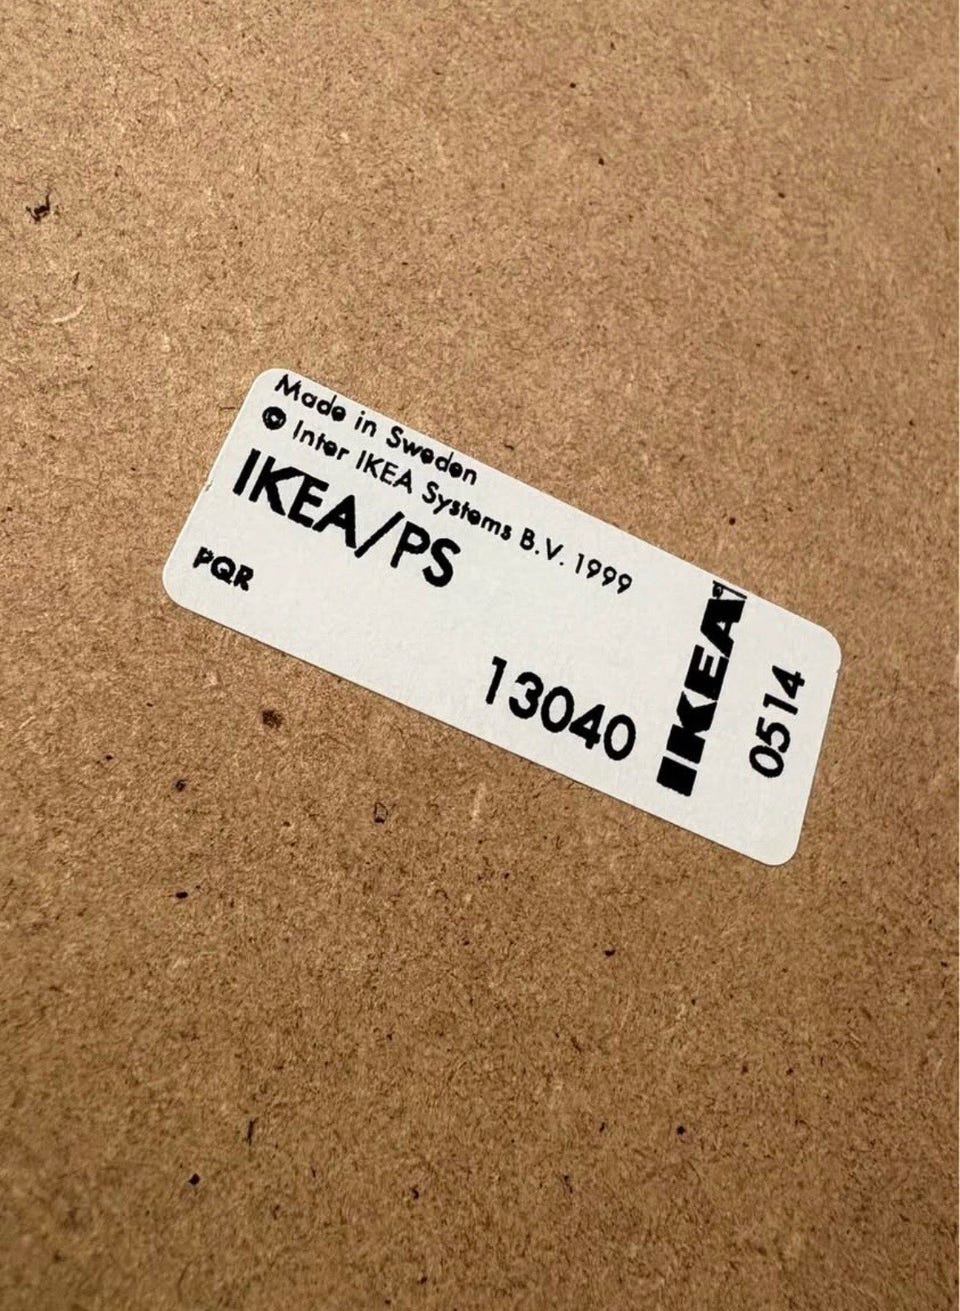 Made in Sweden
© Inter IKEA Systems B.V. 1999
IKEA/PS
PQR
13040
IKEA®
0514